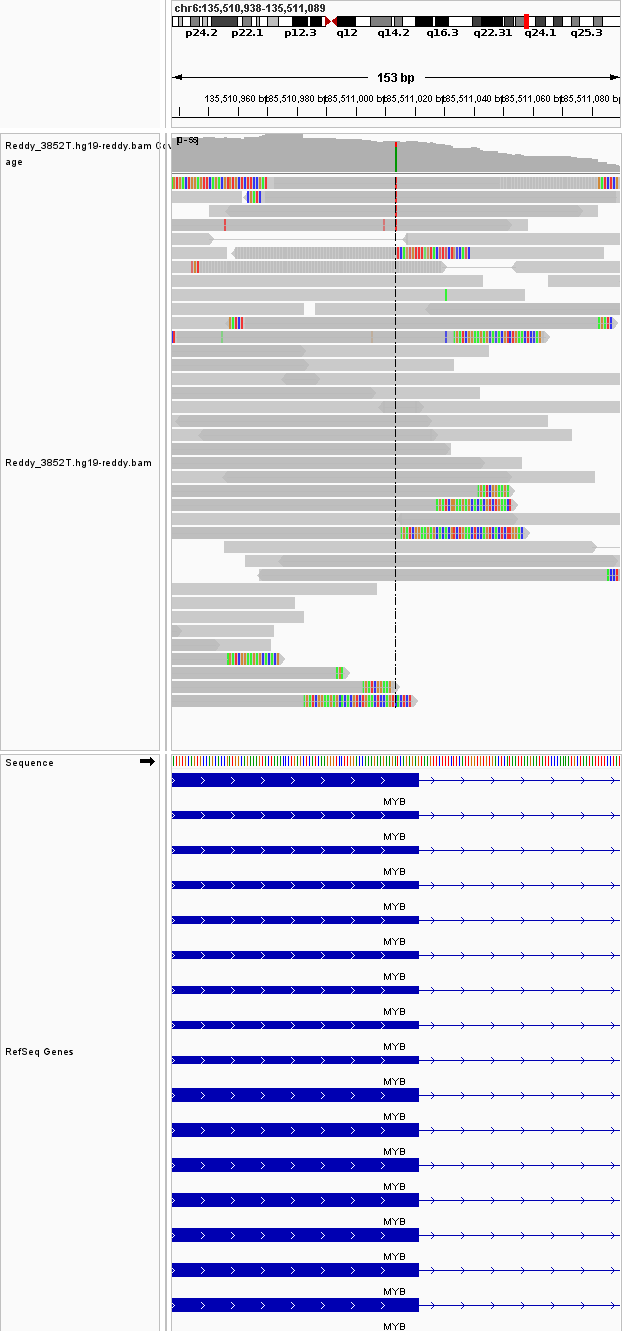 chr6:135,510,938-135,511,089
p24.2 p22.1 p12.3 q12 q14.2 q16.3 q22.31 q24.1 q25.3
153 bp
135,510,960 bp 135,510,980 bp 135,511,000 bp 135,511,020 bp 135,511,040 bp 135,511,060 bp 135,511,080 bp
Reddy_3852T.hg19-reddy.bam Cov
age
Reddy_3852T.hg19-reddy.bam
Sequence
MYB
MYB
MYB
MYB
MYB
MYB
MYB
MYB
RefSeq Genes
MYB
MYB
MYB
MYB
MYB
MYB
MYB
MYB